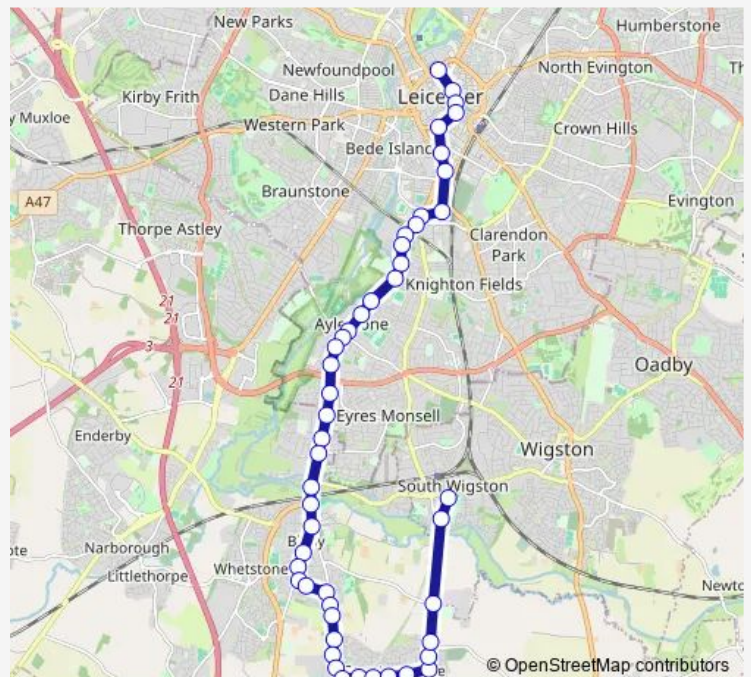 New Parks
Humberstone
Newfoundpool
North Evington
Kirby Frith
Dane Hills
y Muxloe
Western Park
Crown Hills
Bede Island
Braunstone
A47
Evington
Thorpe Astley
Clarendon
Park
21
21
3
21
Knighton Fields
Oadby
Eyres Monsell
Enderby
Wigston
South Wigston
Narborough
Whetstone
Littlethorpe
Newto
© OpenStreetMap contributors